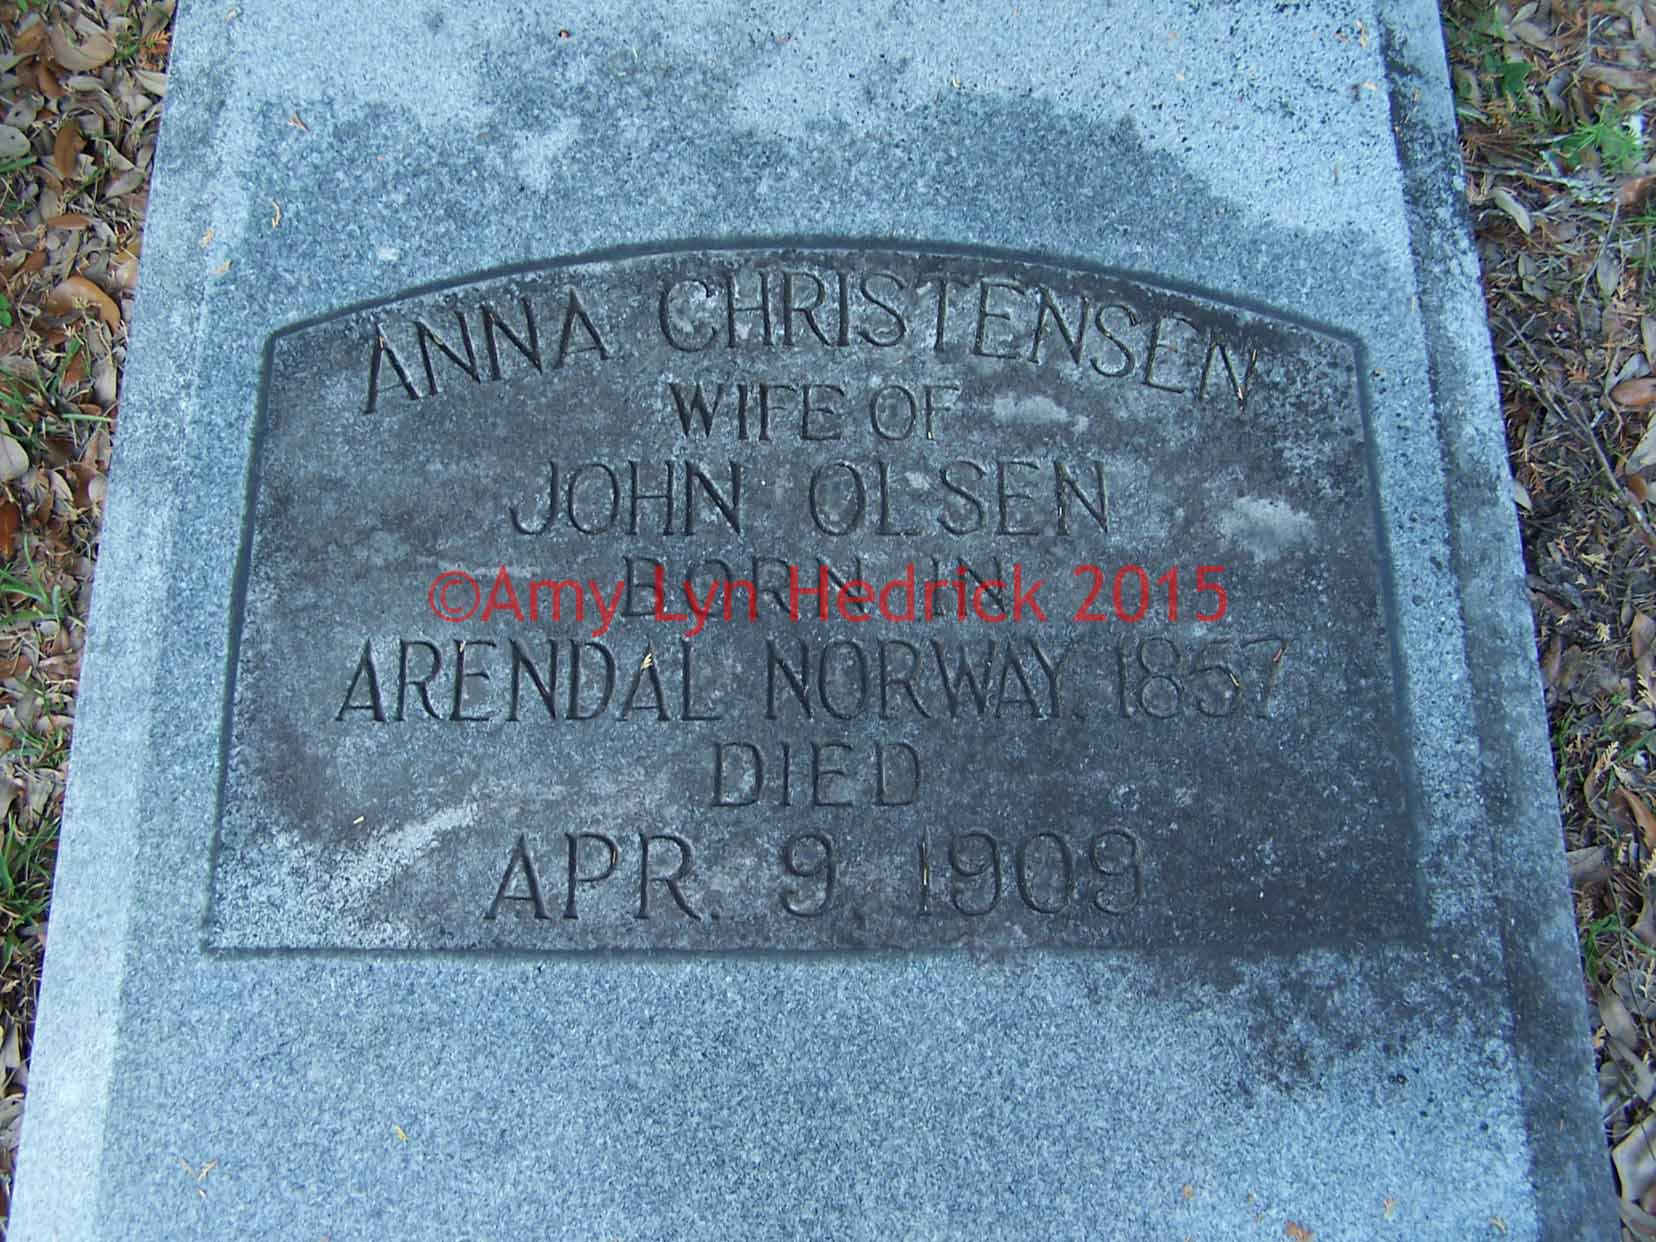 ANNA CHRISTENSEN
WIFE OF
JOHN OLSEN
BORN IN
©Amy Lyn Hedrick 2015
ARENDAL NORWAY. 1857
DIED
APR. 9, 1909